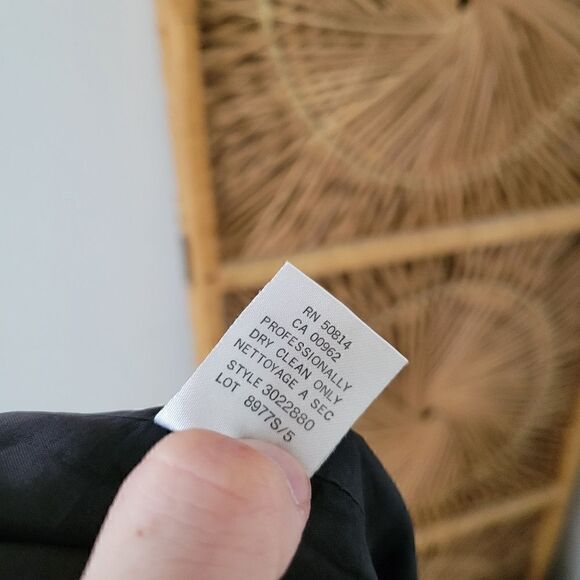 RN 50814
CA 00962
PROFESSIONALLY
DRY CLEAN ONLY
NETTOYAGE A SEC
STYLE 3022880
LOT 8977S/5